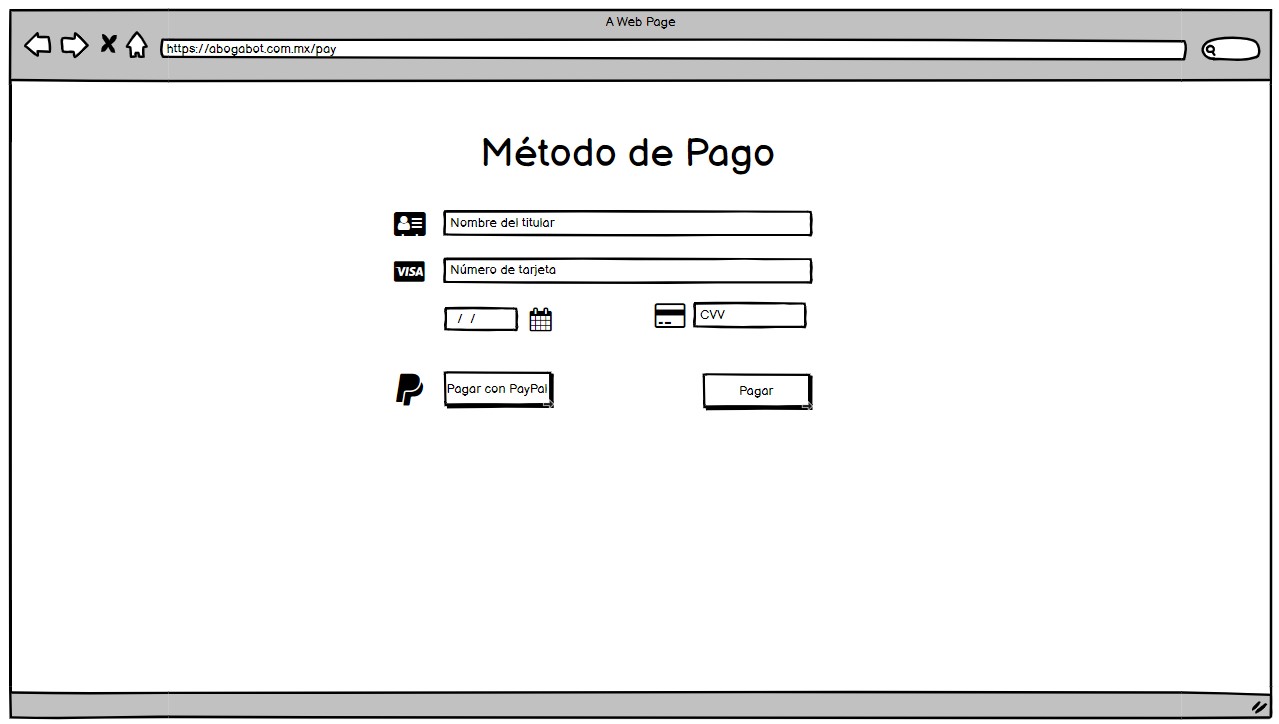 A Web Page
https://abogabot.com.mx/pay
Método de Pago
Nombre del titular
VISA
Número de tarjeta
/ /
CVV
Pagar con PayPal
Pagar